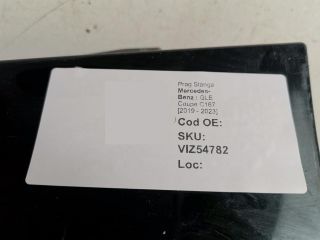 Prag Stanga
Mercedes-
Benz | GLE
Coupe C167
[2019 - 2023]
Cod OE:
SKU:
VIZ54782
Loc: